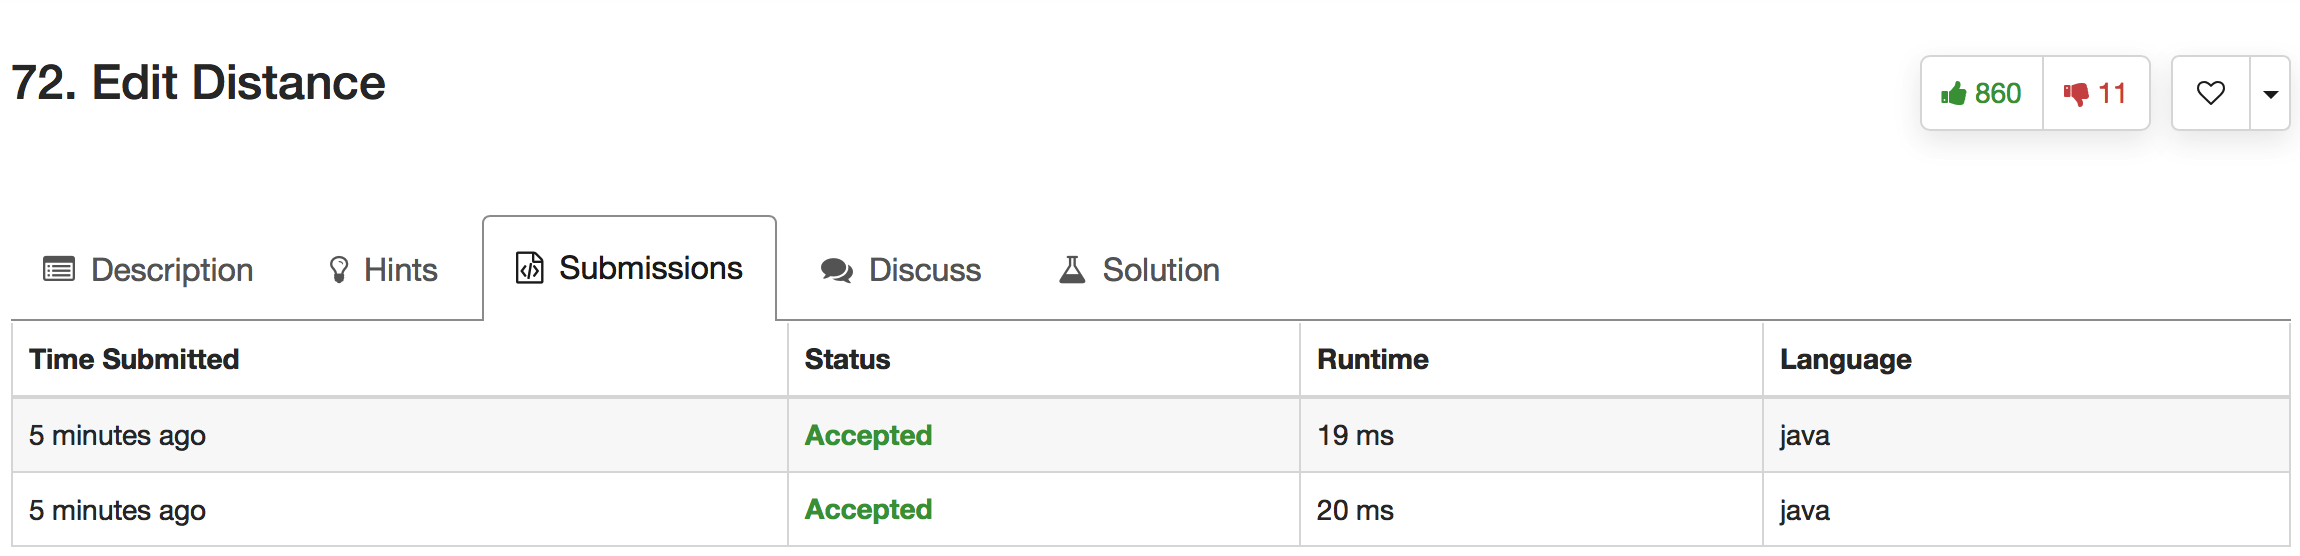 72. Edit Distance
860 11
Description Hints Submissions Discuss Solution
Time Submitted Status Runtime Language
5 minutes ago Accepted 19 ms java
5 minutes ago Accepted 20 ms java